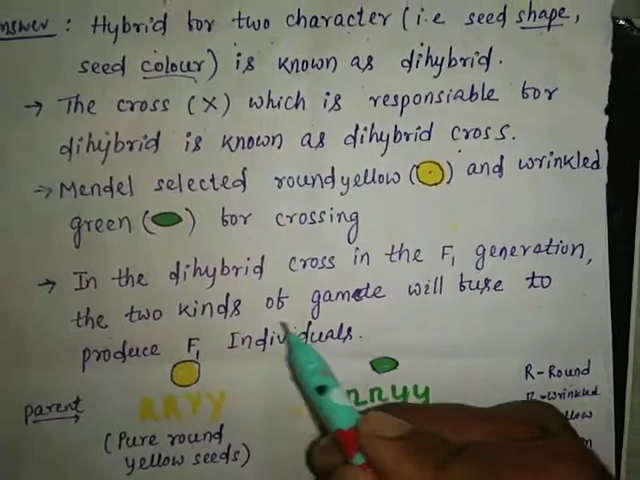 Answer: Hybrid for two character (i.e seed shape,
seed colour) is known as dihybrid.
→ The cross (X) which is responsiable for
dihijbrid is known as dihybrid cross.
→ Mendel selected round yellow ( ) and wrinkled
green ( ) for crossing
→ In the dihybrid cross in the F1 generation,
the two kinds of gamete will fuse to
produce F1 Individuals.
parent RRYY rryy
(Pure round
yellow seeds)
R-Round
r-wrinkled